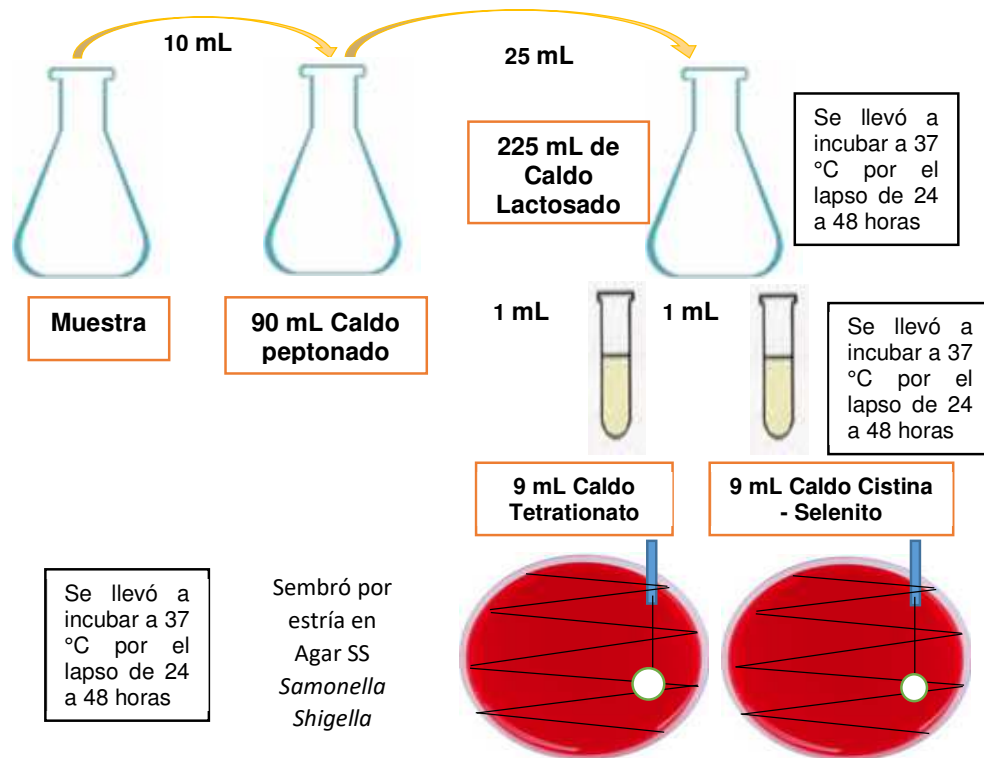 10 mL
25 mL
225 mL de
Caldo
Lactosado
Se llevó a
incubar a 37
°C por el
lapso de 24
a 48 horas
Muestra
90 mL Caldo
peptonado
1 mL
1 mL
Se llevó a
incubar a 37
°C por el
lapso de 24
a 48 horas
9 mL Caldo
Tetrationato
9 mL Caldo Cistina
- Selenito
Se llevó a
incubar a 37
°C por el
lapso de 24
a 48 horas
Sembró por
estría en
Agar SS
Samonella
Shigella